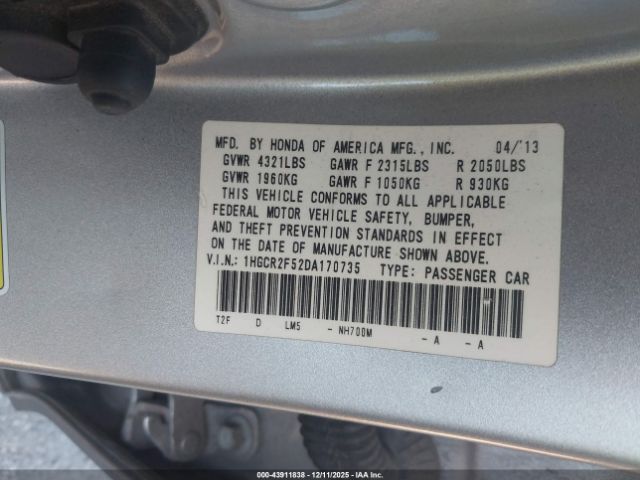 MFD. BY HONDA OF AMERICA MFG., INC. 04/'13
GVWR 4321LBS GAWR F 2315LBS R 2050LBS
GVWR 1960KG GAWR F 1050KG R 930KG
THIS VEHICLE CONFORMS TO ALL APPLICABLE
FEDERAL MOTOR VEHICLE SAFETY, BUMPER,
AND THEFT PREVENTION STANDARDS IN EFFECT
ON THE DATE OF MANUFACTURE SHOWN ABOVE.
V.I.N.: 1HGCR2F52DA170735 TYPE: PASSENGER CAR
T2F D LM5 - NH700M - A - A
000-43911838 - 12/11/2025 - IAA Inc.